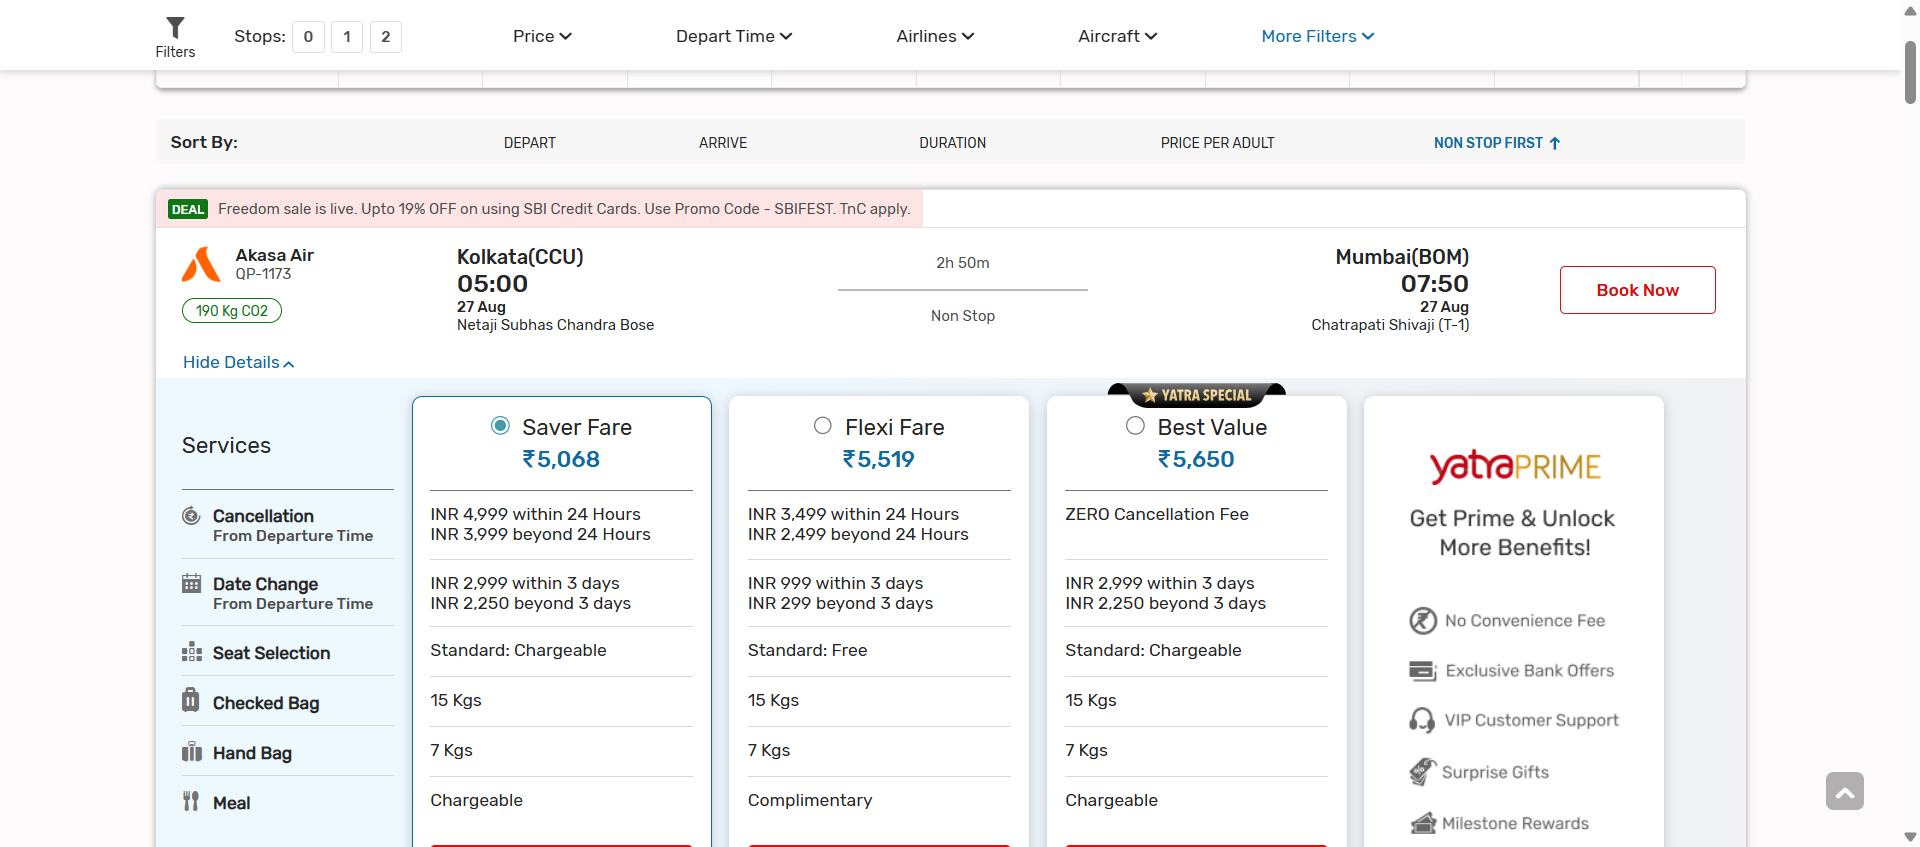 Filters
Stops: 0 1 2
Price
Depart Time
Airlines
Aircraft
More Filters
Sort By:
DEPART
ARRIVE
DURATION
PRICE PER ADULT
NON STOP FIRST
DEAL Freedom sale is live. Upto 19% OFF on using SBI Credit Cards. Use Promo Code - SBIFEST. TnC apply.
Akasa Air
QP-1173
190 Kg CO2
Kolkata(CCU)
05:00
27 Aug
Netaji Subhas Chandra Bose
2h 50m
Non Stop
Mumbai(BOM)
07:50
27 Aug
Chatrapati Shivaji (T-1)
Book Now
Hide Details
Services
Cancellation
From Departure Time
Date Change
From Departure Time
Seat Selection
Checked Bag
Hand Bag
Meal
Saver Fare
₹5,068
INR 4,999 within 24 Hours
INR 3,999 beyond 24 Hours
INR 2,999 within 3 days
INR 2,250 beyond 3 days
Standard: Chargeable
15 Kgs
7 Kgs
Chargeable
Flexi Fare
₹5,519
INR 3,499 within 24 Hours
INR 2,499 beyond 24 Hours
INR 999 within 3 days
INR 299 beyond 3 days
Standard: Free
15 Kgs
7 Kgs
Complimentary
YATRA SPECIAL
Best Value
₹5,650
ZERO Cancellation Fee
INR 2,999 within 3 days
INR 2,250 beyond 3 days
Standard: Chargeable
15 Kgs
7 Kgs
Chargeable
yatraPRIME
Get Prime & Unlock
More Benefits!
No Convenience Fee
Exclusive Bank Offers
VIP Customer Support
Surprise Gifts
Milestone Rewards